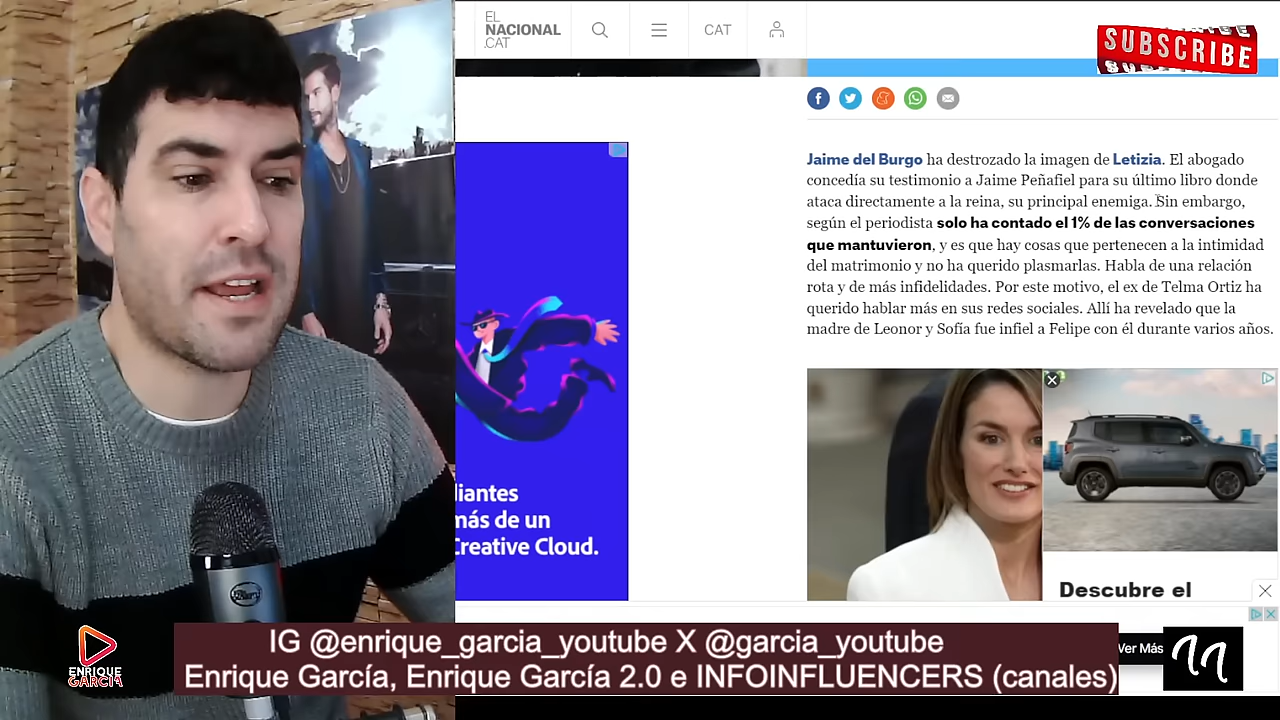 EL
NACIONAL
.CAT
CAT
SUBSCRIBE
Jaime del Burgo ha destrozado la imagen de Letizia. El abogado
concedía su testimonio a Jaime Peñafiel para su último libro donde
ataca directamente a la reina, su principal enemiga. Sin embargo,
según el periodista solo ha contado el 1% de las conversaciones
que mantuvieron, y es que hay cosas que pertenecen a la intimidad
del matrimonio y no ha querido plasmarlas. Habla de una relación
rota y de más infidelidades. Por este motivo, el ex de Telma Ortiz ha
querido hablar más en sus redes sociales. Allí ha revelado que la
madre de Leonor y Sofía fue infiel a Felipe con él durante varios años.
diantes
más de un
Creative Cloud.
Descubre el
Ver Más
ENRIQUE
GARCÍA
IG @enrique_garcia_youtube X @garcia_youtube
Enrique García, Enrique García 2.0 e INFOINFLUENCERS (canales)